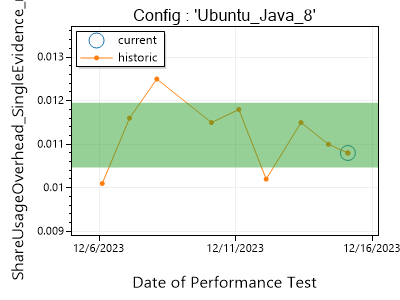 Config : 'Ubuntu_Java_8'
current
historic
ShareUsageOverhead_SingleEvidence_
0.013
0.012
0.011
0.01
0.009
12/6/2023
12/11/2023
12/16/2023
Date of Performance Test